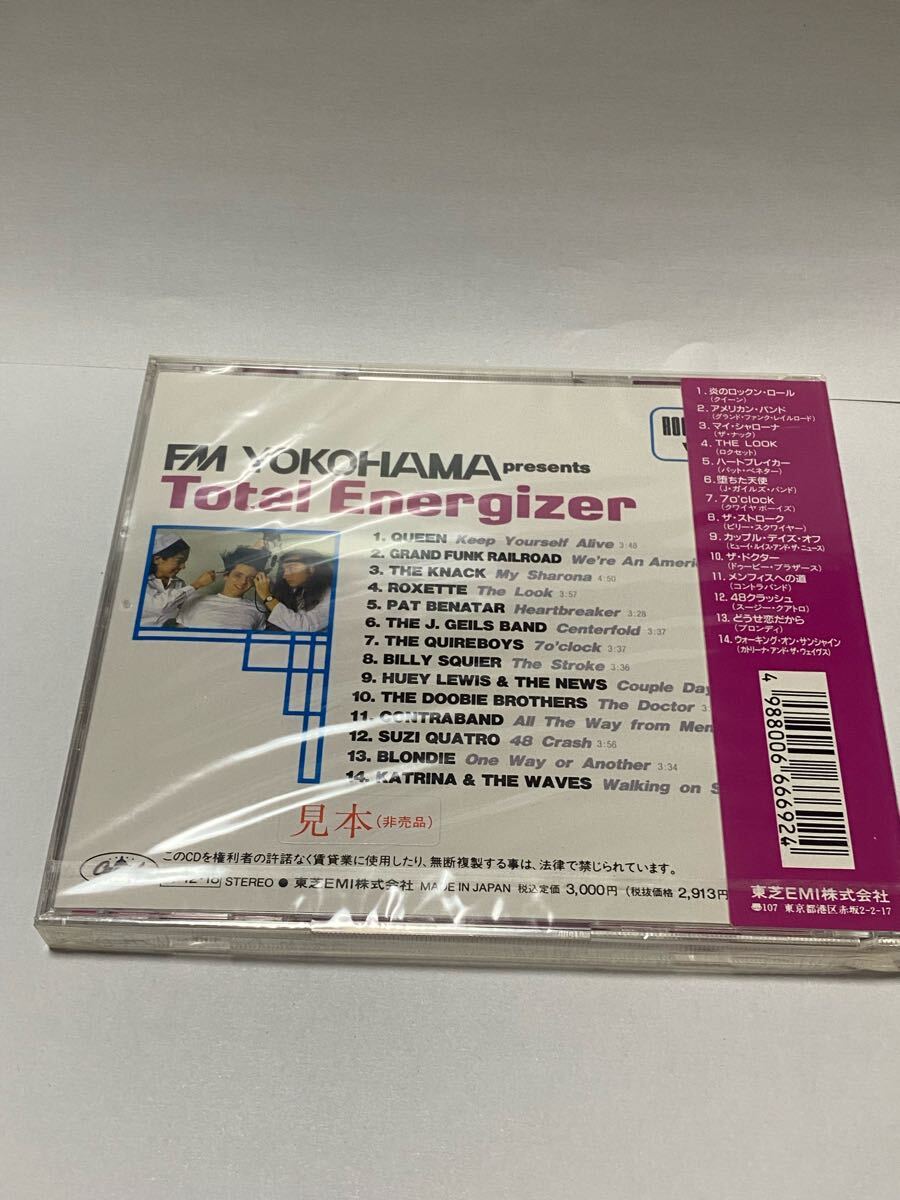 FM YOKOHAMA presents
Total Energizer
1. QUEEN Keep Yourself Alive 3:48
2. GRAND FUNK RAILROAD We're An Americ
3. THE KNACK My Sharona 4:50
4. ROXETTE The Look 3:57
5. PAT BENATAR Heartbreaker 3:28
6. THE J. GEILS BAND Centerfold 3:37
7. THE QUIREBOYS 7o'clock 3:37
8. BILLY SQUIER The Stroke 3:36
9. HUEY LEWIS & THE NEWS Couple Day
10. THE DOOBIE BROTHERS The Doctor 3:
11. CONTRABAND All The Way from Mem
12. SUZI QUATRO 48 Crash 3:56
13. BLONDIE One Way or Another 3:34
14. KATRINA & THE WAVES Walking on S
見本(非売品)
このCDを権利者の許諾なく賃貸業に使用したり、無断複製する事は、法律で禁じられています。
12・18 STEREO ● 東芝EMI株式会社 MADE IN JAPAN 税込定価 3,000円 (税抜価格 2,913円
1. 炎のロックン・ロール
(クイーン)
2. アメリカン・バンド
(グランド・ファンク・レイルロード)
3. マイ・シャローナ
(ザ・ナック)
4. THE LOOK
(ロクセット)
5. ハートブレイカー
(パット・ベネター)
6. 堕ちた天使
(J・ガイルズ・バンド)
7. 7o'clock
(クワイヤボーイズ)
8. ザ・ストローク
(ビリー・スクワイヤー)
9. カップル・デイズ・オフ
(ヒューイ・ルイス・アンド・ザ・ニュース)
10. ザ・ドクター
(ドゥービー・ブラザーズ)
11. メンフィスへの道
(コントラバンド)
12. 48クラッシュ
(スージー・クアトロ)
13. どうせ恋だから
(ブロンディ)
14. ウォーキング・オン・サンシャイン
(カトリーナ・アンド・ザ・ウェイヴス)
4 988006 666924
東芝EMI株式会社
〠107 東京都港区赤坂2-2-17